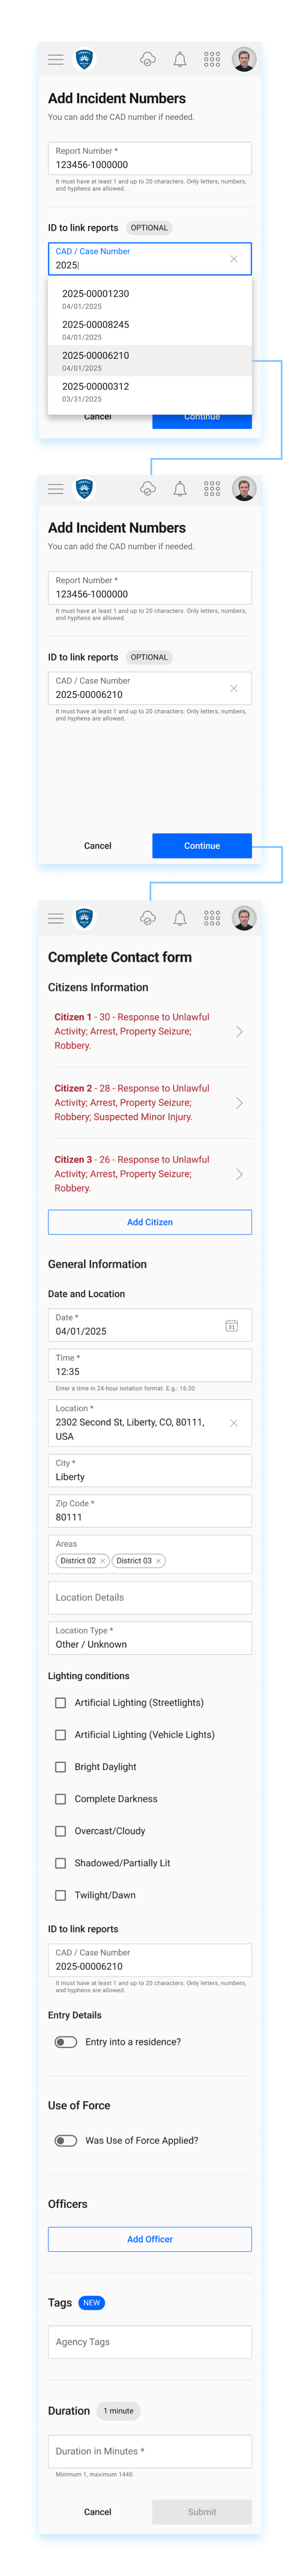 Add Incident Numbers
You can add the CAD number if needed.
Report Number *
123456-1000000
It must have at least 1 and up to 20 characters. Only letters, numbers,
and hyphens are allowed.
ID to link reports OPTIONAL
CAD / Case Number
2025
2025-00001230
04/01/2025
2025-00008245
04/01/2025
2025-00006210
04/01/2025
2025-00000312
03/31/2025
Cancel Continue
Add Incident Numbers
You can add the CAD number if needed.
Report Number *
123456-1000000
It must have at least 1 and up to 20 characters. Only letters, numbers,
and hyphens are allowed.
ID to link reports OPTIONAL
CAD / Case Number
2025-00006210
It must have at least 1 and up to 20 characters. Only letters, numbers,
and hyphens are allowed.
Cancel Continue
Complete Contact form
Citizens Information
Citizen 1 - 30 - Response to Unlawful
Activity; Arrest, Property Seizure;
Robbery.
Citizen 2 - 28 - Response to Unlawful
Activity; Arrest, Property Seizure;
Robbery; Suspected Minor Injury.
Citizen 3 - 26 - Response to Unlawful
Activity; Arrest, Property Seizure;
Robbery.
Add Citizen
General Information
Date and Location
Date *
04/01/2025
31
Time *
12:35
Enter a time in 24-hour notation format. E.g.: 16:30
Location *
2302 Second St, Liberty, CO, 80111,
USA
City *
Liberty
Zip Code *
80111
Areas
District 02 District 03
Location Details
Location Type *
Other / Unknown
Lighting conditions
Artificial Lighting (Streetlights)
Artificial Lighting (Vehicle Lights)
Bright Daylight
Complete Darkness
Overcast/Cloudy
Shadowed/Partially Lit
Twilight/Dawn
ID to link reports
CAD / Case Number
2025-00006210
It must have at least 1 and up to 20 characters. Only letters, numbers,
and hyphens are allowed.
Entry Details
Entry into a residence?
Use of Force
Was Use of Force Applied?
Officers
Add Officer
Tags NEW
Agency Tags
Duration 1 minute
Duration in Minutes *
Minimum 1, maximum 1440.
Cancel Submit